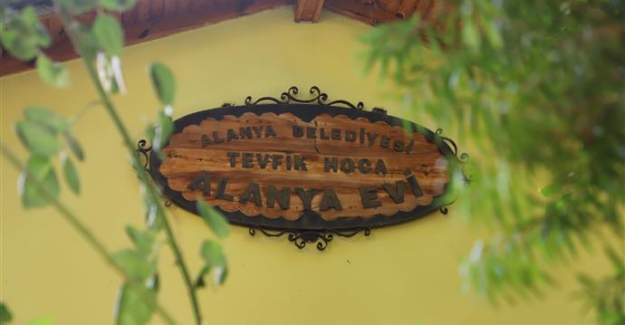 ALANYA BELEDİYESİ
TEVFİK HOCA
ALANYA EVİ